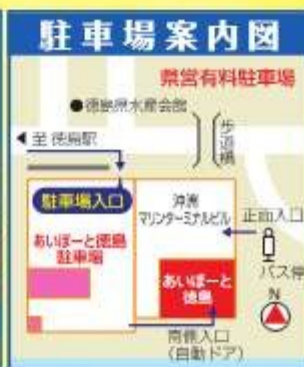 駐車場案内図
県営有料駐車場
●徳島県水産会館
歩道橋
至 徳島駅
駐車場入口
沖洲
マリンターミナルビル
正面入口
あいぽーと徳島
駐車場
バス停
あいぽーと
徳島
N
南側入口
(自動ドア)